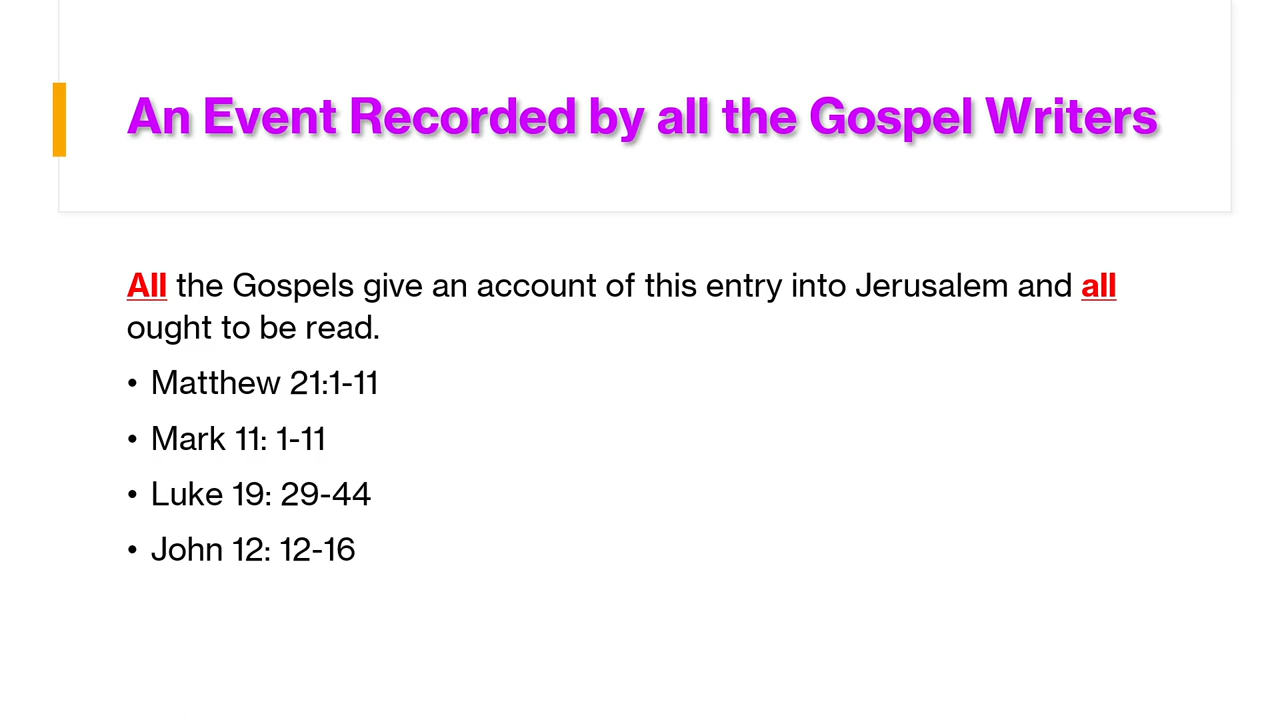 An Event Recorded by all the Gospel Writers
All the Gospels give an account of this entry into Jerusalem and all
ought to be read.
• Matthew 21:1-11
• Mark 11: 1-11
• Luke 19: 29-44
• John 12: 12-16